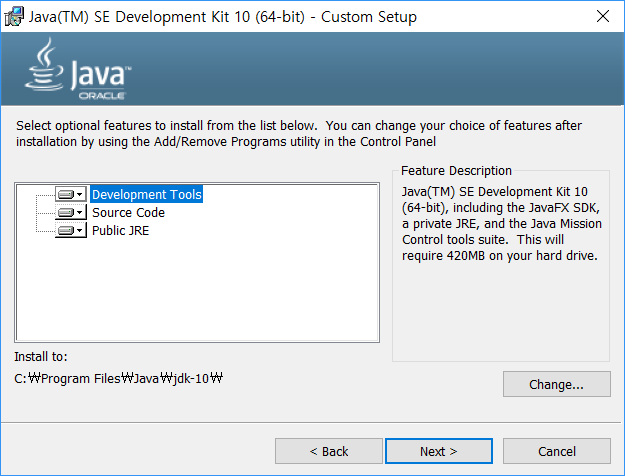 Java(TM) SE Development Kit 10 (64-bit) - Custom Setup
Java™
ORACLE
Select optional features to install from the list below. You can change your choice of features after
installation by using the Add/Remove Programs utility in the Control Panel
Development Tools
Source Code
Public JRE
Feature Description
Java(TM) SE Development Kit 10
(64-bit), including the JavaFX SDK,
a private JRE, and the Java Mission
Control tools suite. This will
require 420MB on your hard drive.
Install to:
C:₩Program Files₩Java₩jdk-10₩
Change...
< Back
Next >
Cancel